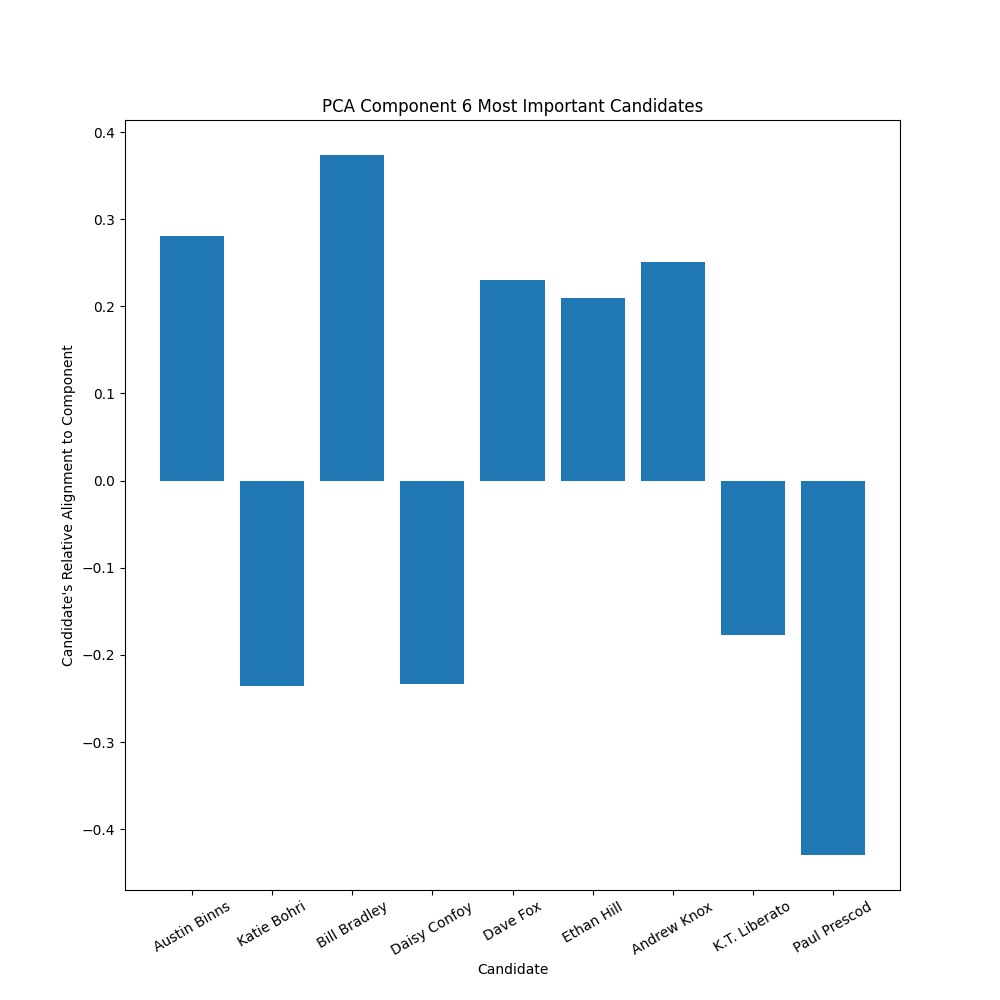 PCA Component 6 Most Important Candidates
0.4
0.3
0.2
0.1
0.0
−0.1
−0.2
−0.3
−0.4
Candidate's Relative Alignment to Component
Austin Binns
Katie Bohri
Bill Bradley
Daisy Confoy
Dave Fox
Ethan Hill
Andrew Knox
K.T. Liberato
Paul Prescod
Candidate